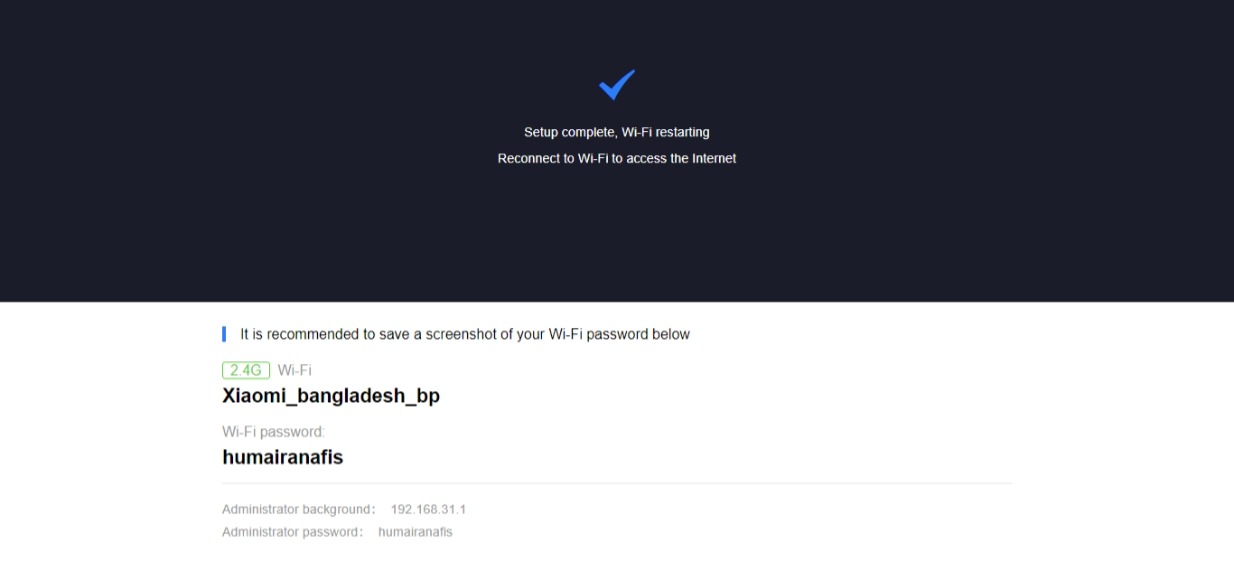 Setup complete, Wi-Fi restarting
Reconnect to Wi-Fi to access the Internet
It is recommended to save a screenshot of your Wi-Fi password below
2.4G Wi-Fi
Xiaomi_bangladesh_bp
Wi-Fi password:
humairanafis
Administrator background： 192.168.31.1
Administrator password： humairanafis